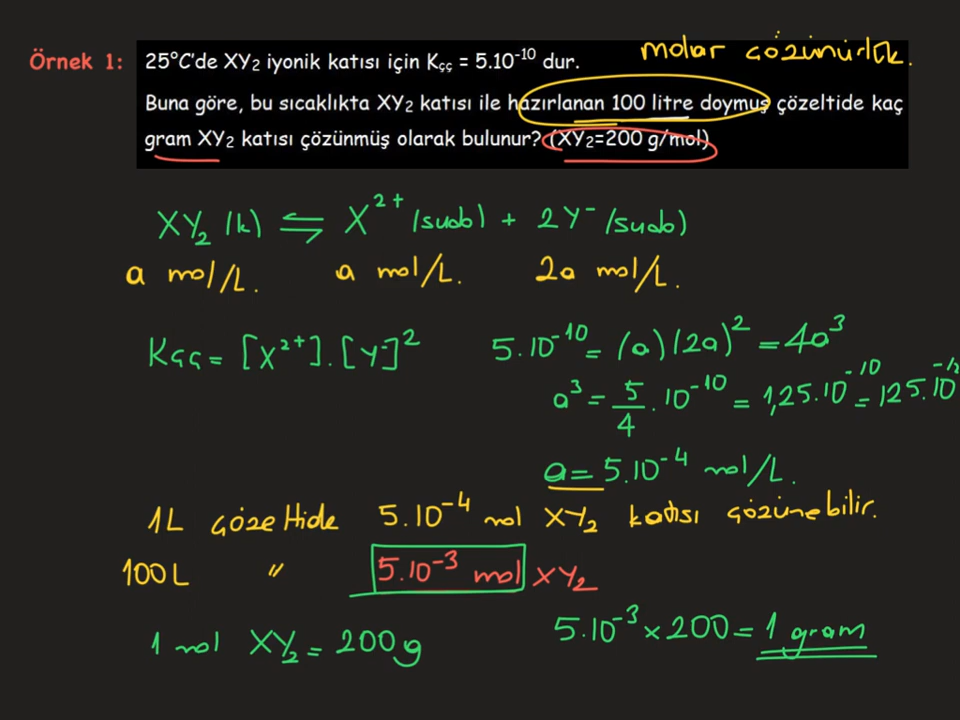 molar çözünürlük.
Örnek 1: 25°C'de XY₂ iyonik katısı için Kçç = 5.10⁻¹⁰ dur.
Buna göre, bu sıcaklıkta XY₂ katısı ile hazırlanan 100 litre doymuş çözeltide kaç
gram XY₂ katısı çözünmüş olarak bulunur? (XY₂=200 g/mol)
XY₂ (k) ⇌ X²⁺ (suda) + 2Y⁻ (suda)
a mol/L. a mol/L. 2a mol/L.
Kçç = [X²⁺].[Y⁻]² 5.10⁻¹⁰ = (a)(2a)² = 4a³
a³ = 5/4 . 10⁻¹⁰ = 1,25.10⁻¹⁰ = 125.10⁻¹²
a = 5.10⁻⁴ mol/L.
1L çözeltide 5.10⁻⁴ mol XY₂ katısı çözünebilir.
100L " 5.10⁻³ mol XY₂
1 mol XY₂ = 200g 5.10⁻³ x 200 = 1 gram